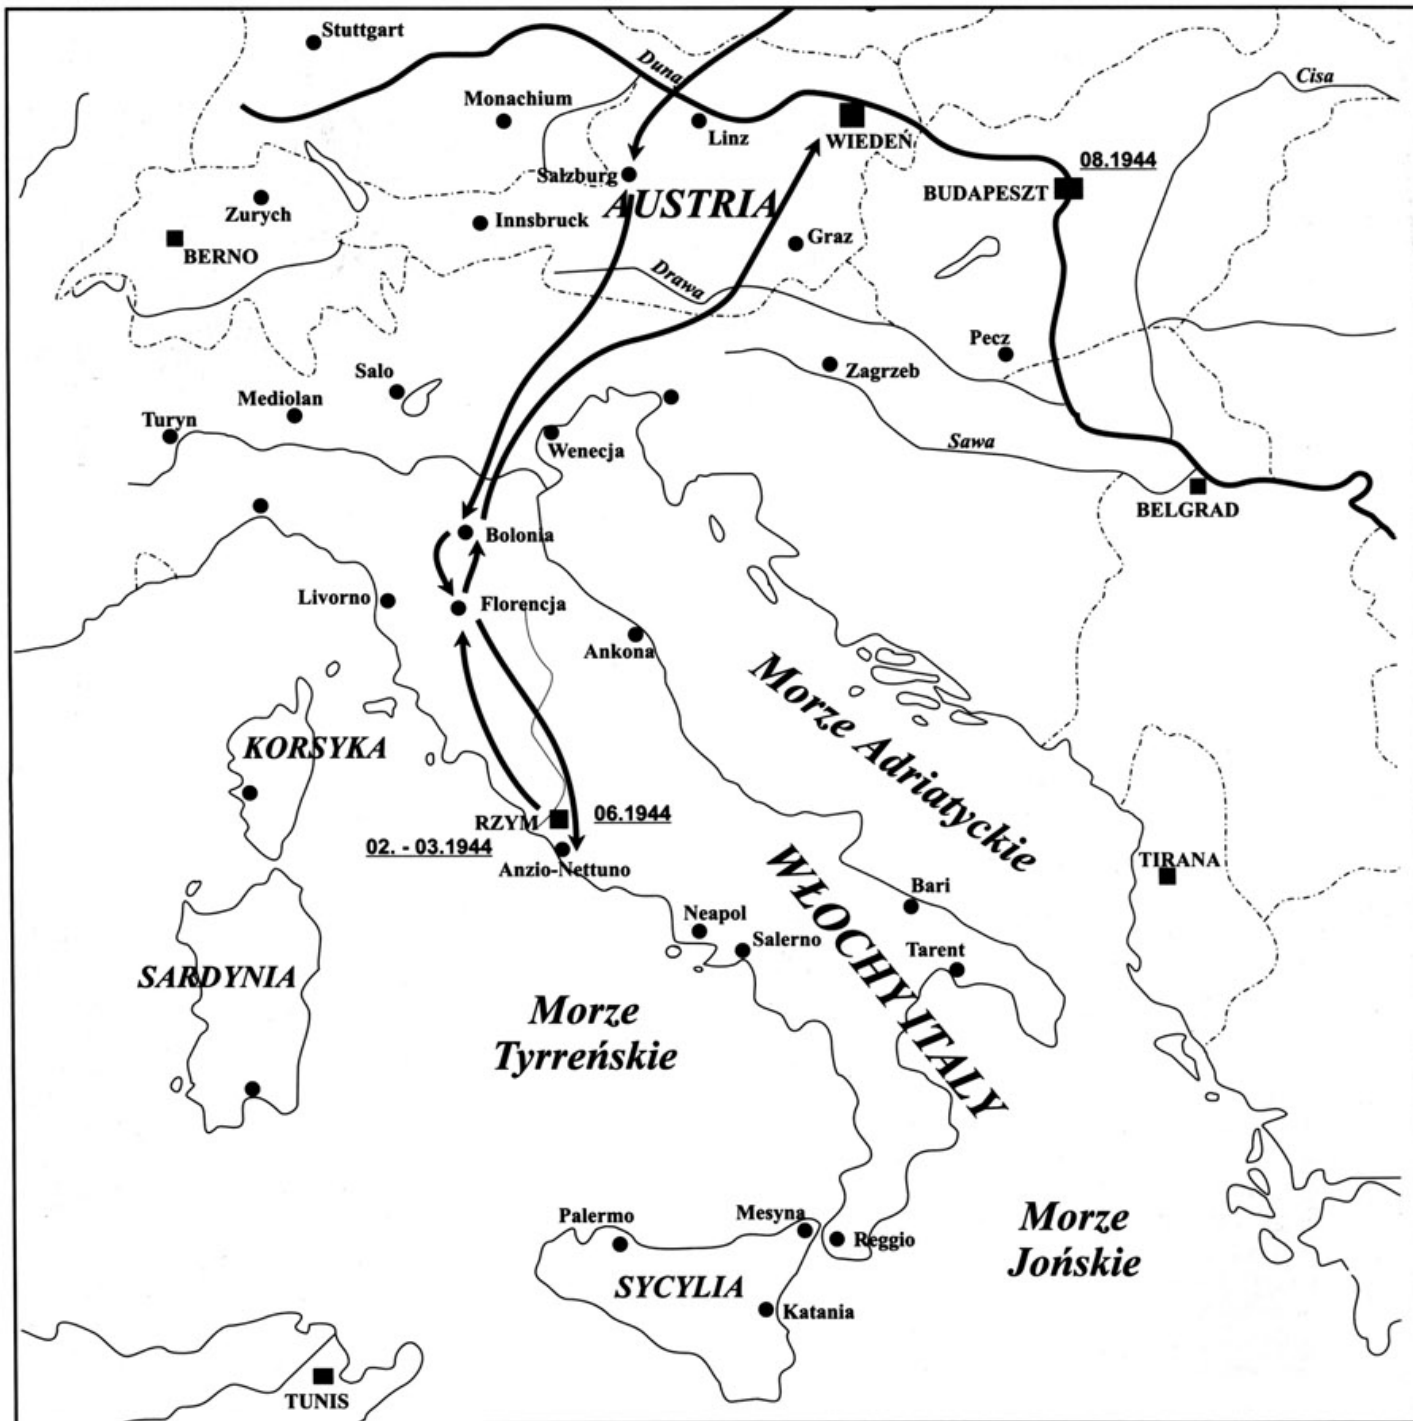 Stuttgart
Duna
Cisa
Monachium
Linz
WIEDEŃ
08.1944
Salzburg
BUDAPESZT
AUSTRIA
Zurych
Innsbruck
Graz
BERNO
Drawa
Pecz
Salo
Zagrzeb
Mediolan
Turyn
Wenecja
Sawa
BELGRAD
Bolonia
Livorno
Florencja
Ankona
Morze Adriatyckie
KORSYKA
RZYM
06.1944
02. - 03.1944
Anzio-Nettuno
TIRANA
Bari
Neapol
Salerno
Tarent
WŁOCHY ITALY
SARDYNIA
Morze
Tyrreńskie
Palermo
Mesyna
Reggio
Morze
Jońskie
SYCYLIA
Katania
TUNIS